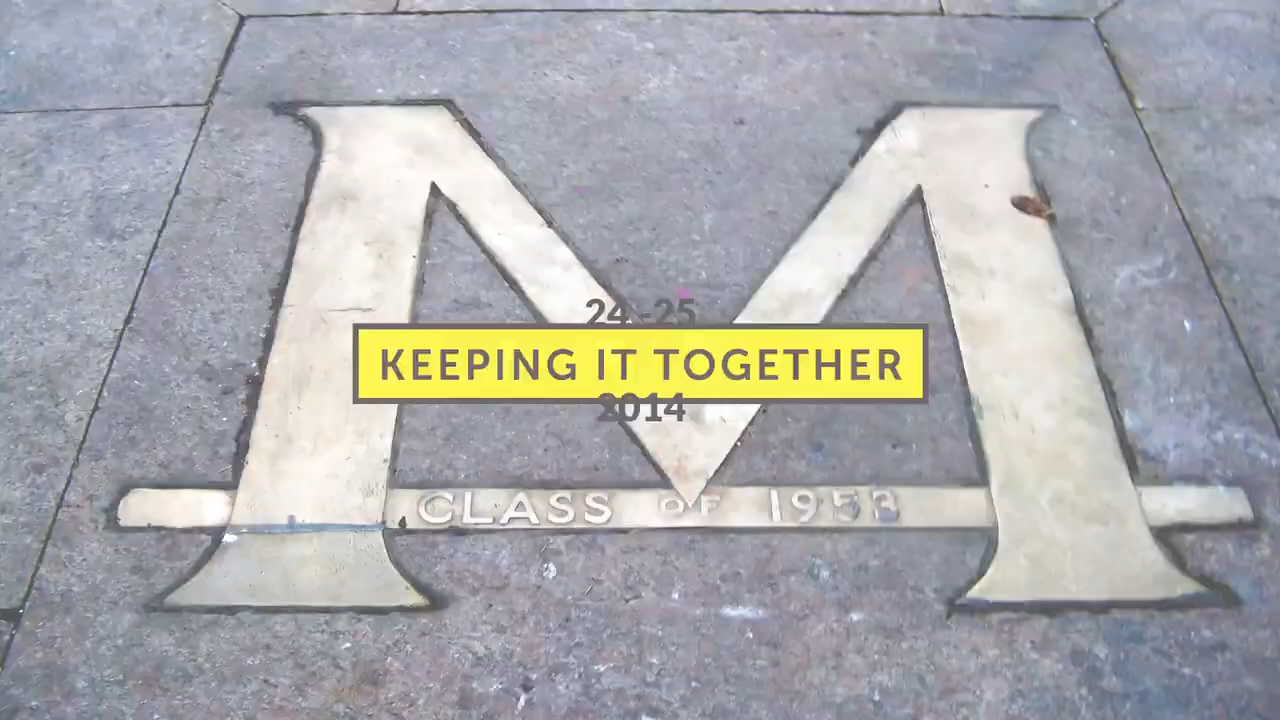 M
24 -25
KEEPING IT TOGETHER
2014
CLASS OF 1953